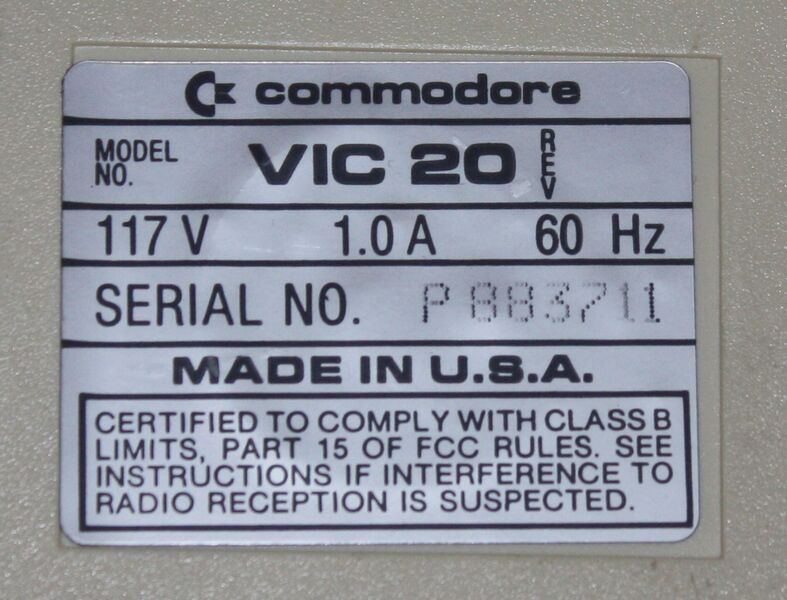 commodore
MODEL NO. VIC 20 REV
117 V 1.0 A 60 Hz
SERIAL NO. P 883711
MADE IN U.S.A.
CERTIFIED TO COMPLY WITH CLASS B
LIMITS, PART 15 OF FCC RULES. SEE
INSTRUCTIONS IF INTERFERENCE TO
RADIO RECEPTION IS SUSPECTED.